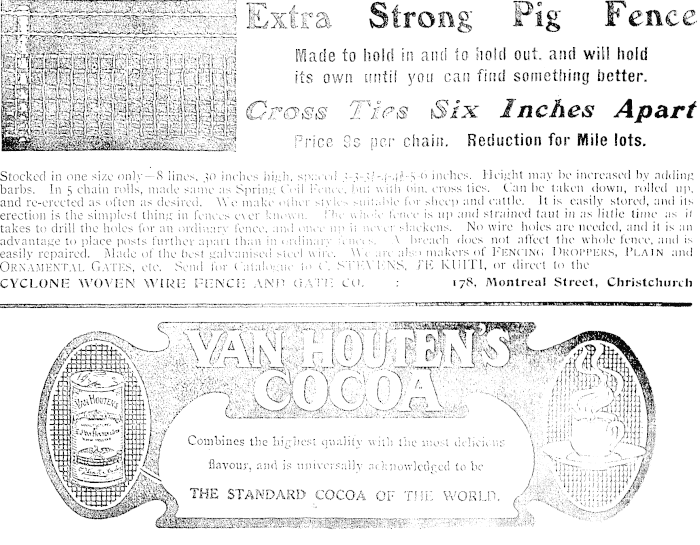 Extra Strong Pig Fence
Made to hold in and to hold out, and will hold
its own until you can find something better.
Cross Ties Six Inches Apart
Price 9s per chain. Reduction for Mile lots.
Stocked in one size only—8 lines, 30 inches high, spaced inches. Height may be increased by adding
barbs. In 5 chain rolls, made same as Spring Coil Fence, but with 6in. cross ties. Can be taken down, rolled up,
and re-erected as often as desired. We make other styles suitable for sheep and cattle. It is easily stored, and its
erection is the simplest thing in fences ever known. The whole fence is up and strained taut in as little time as it
takes to drill the holes for an ordinary fence, and once up it never slackens. No wire holes are needed, and it is an
advantage to place posts further apart than in ordinary fences. A breach does not affect the whole fence, and is
easily repaired. Made of the best galvanised steel wire. We are also makers of FENCING DROPPERS, PLAIN and
ORNAMENTAL GATES, etc. Send for Catalogue to C. STEVENS, TE KUITI, or direct to the
CYCLONE WOVEN WIRE FENCE AND GATE CO. : 178, Montreal Street, Christchurch
VAN HOUTEN'S
COCOA
VAN HOUTEN'S
Combines the highest quality with the most delicious
flavour, and is universally acknowledged to be
THE STANDARD COCOA OF THE WORLD.